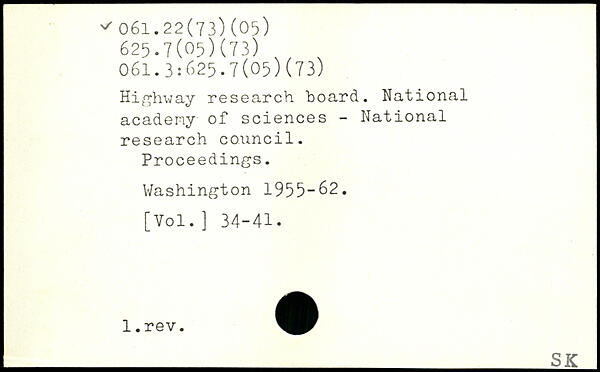 ✓ 061.22(73)(05)
625.7(05)(73)
061.3:625.7(05)(73)
Highway research board. National
academy of sciences - National
research council.
Proceedings.
Washington 1955-62.
[Vol.] 34-41.
1.rev.
SK